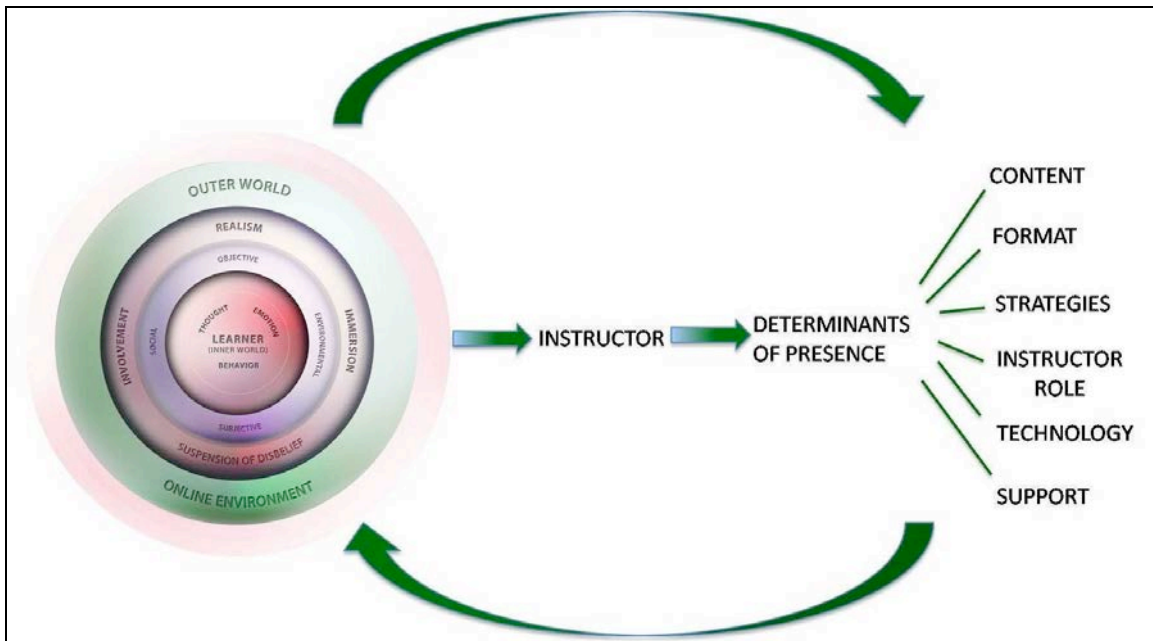 OUTER WORLD
REALISM
OBJECTIVE
THOUGHT
EMOTION
LEARNER
(INNER WORLD)
BEHAVIOR
SOCIAL
ENVIRONMENTAL
INVOLVEMENT
IMMERSION
SUBJECTIVE
SUSPENSION OF DISBELIEF
ONLINE ENVIRONMENT
INSTRUCTOR
DETERMINANTS
OF PRESENCE
CONTENT
FORMAT
STRATEGIES
INSTRUCTOR
ROLE
TECHNOLOGY
SUPPORT